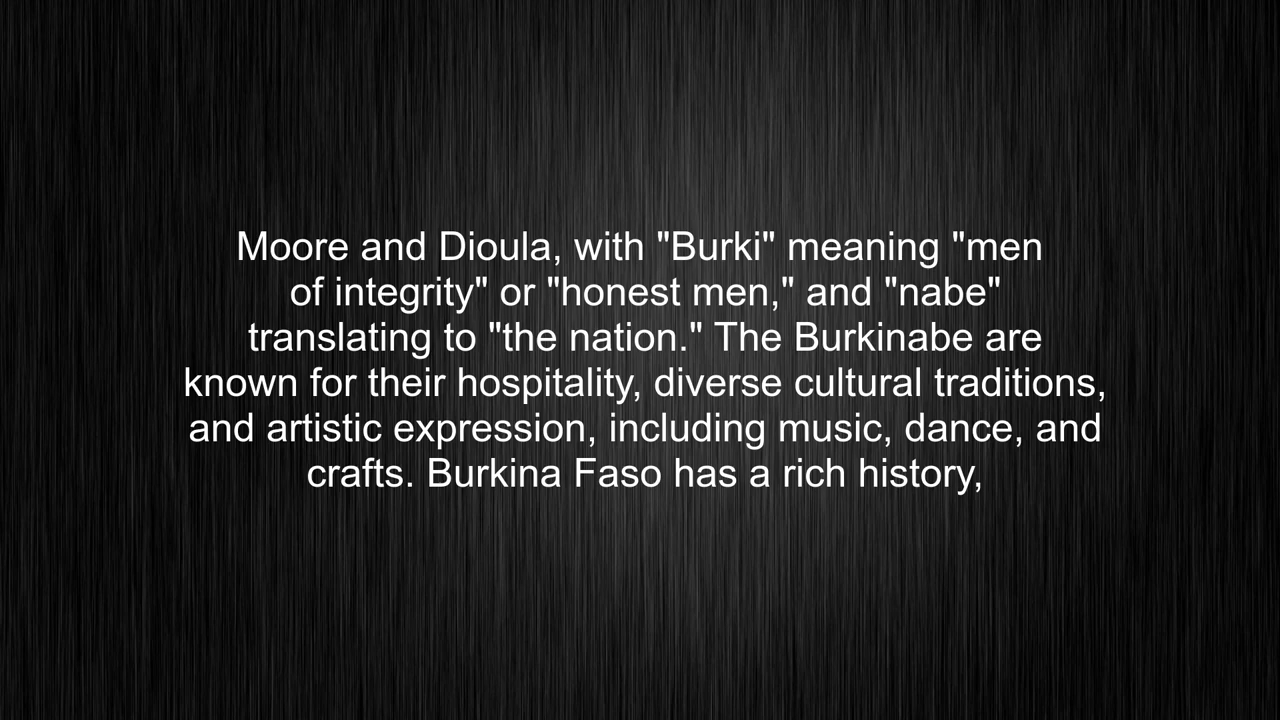 Moore and Dioula, with "Burki" meaning "men
of integrity" or "honest men," and "nabe"
translating to "the nation." The Burkinabe are
known for their hospitality, diverse cultural traditions,
and artistic expression, including music, dance, and
crafts. Burkina Faso has a rich history,